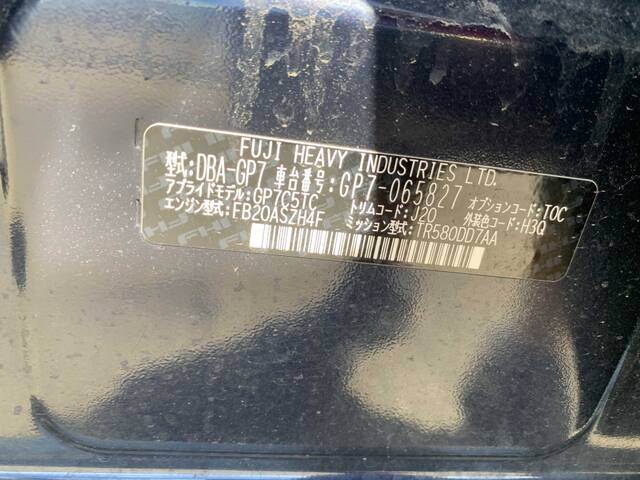 FUJI HEAVY INDUSTRIES LTD.
型式:DBA-GP7 車台番号:GP7-065827 オプションコード:TOC
アプライドモデル:GP7C5TC トリムコード:J20 外装色コード:H3Q
エンジン型式:FB20ASZH4F ミッション型式:TR580DD7AA